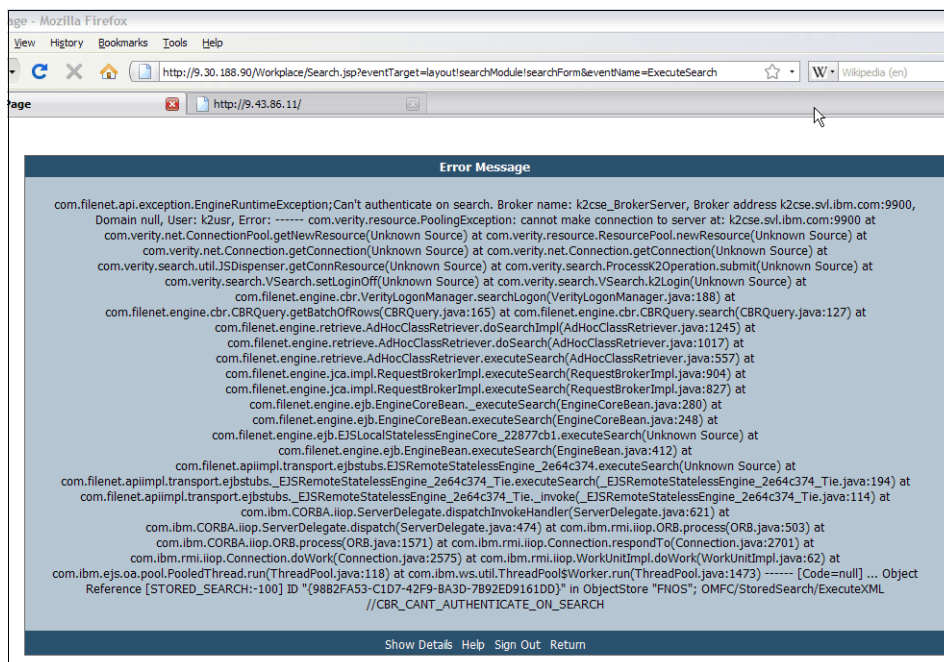 age - Mozilla Firefox
View History Bookmarks Tools Help
http://9.30.188.90/Workplace/Search.jsp?eventTarget=layout!searchModule!searchForm&eventName=ExecuteSearch W Wikipedia (en)
Page http://9.43.86.11/
Error Message
com.filenet.api.exception.EngineRuntimeException;Can't authenticate on search. Broker name: k2cse_BrokerServer, Broker address k2cse.svl.ibm.com:9900,
Domain null, User: k2usr, Error: ------ com.verity.resource.PoolingException: cannot make connection to server at: k2cse.svl.ibm.com:9900 at
com.verity.net.ConnectionPool.getNewResource(Unknown Source) at com.verity.resource.ResourcePool.newResource(Unknown Source) at
com.verity.net.Connection.getConnection(Unknown Source) at com.verity.net.Connection.getConnection(Unknown Source) at
com.verity.search.util.JSDispenser.getConnResource(Unknown Source) at com.verity.search.ProcessK2Operation.submit(Unknown Source) at
com.verity.search.VSearch.setLoginOff(Unknown Source) at com.verity.search.VSearch.k2Login(Unknown Source) at
com.filenet.engine.cbr.VerityLogonManager.searchLogon(VerityLogonManager.java:188) at
com.filenet.engine.cbr.CBRQuery.getBatchOfRows(CBRQuery.java:165) at com.filenet.engine.cbr.CBRQuery.search(CBRQuery.java:127) at
com.filenet.engine.retrieve.AdHocClassRetriever.doSearchImpl(AdHocClassRetriever.java:1245) at
com.filenet.engine.retrieve.AdHocClassRetriever.doSearch(AdHocClassRetriever.java:1017) at
com.filenet.engine.retrieve.AdHocClassRetriever.executeSearch(AdHocClassRetriever.java:557) at
com.filenet.engine.jca.impl.RequestBrokerImpl.executeSearch(RequestBrokerImpl.java:904) at
com.filenet.engine.jca.impl.RequestBrokerImpl.executeSearch(RequestBrokerImpl.java:827) at
com.filenet.engine.ejb.EngineCoreBean._executeSearch(EngineCoreBean.java:280) at
com.filenet.engine.ejb.EngineCoreBean.executeSearch(EngineCoreBean.java:248) at
com.filenet.engine.ejb.EJSLocalStatelessEngineCore_22877cb1.executeSearch(Unknown Source) at
com.filenet.engine.ejb.EngineBean.executeSearch(EngineBean.java:412) at
com.filenet.apiimpl.transport.ejbstubs.EJSRemoteStatelessEngine_2e64c374.executeSearch(Unknown Source) at
com.filenet.apiimpl.transport.ejbstubs._EJSRemoteStatelessEngine_2e64c374_Tie.executeSearch(_EJSRemoteStatelessEngine_2e64c374_Tie.java:194) at
com.filenet.apiimpl.transport.ejbstubs._EJSRemoteStatelessEngine_2e64c374_Tie._invoke(_EJSRemoteStatelessEngine_2e64c374_Tie.java:114) at
com.ibm.CORBA.iiop.ServerDelegate.dispatchInvokeHandler(ServerDelegate.java:621) at
com.ibm.CORBA.iiop.ServerDelegate.dispatch(ServerDelegate.java:474) at com.ibm.rmi.iiop.ORB.process(ORB.java:503) at
com.ibm.CORBA.iiop.ORB.process(ORB.java:1571) at com.ibm.rmi.iiop.Connection.respondTo(Connection.java:2701) at
com.ibm.rmi.iiop.Connection.doWork(Connection.java:2575) at com.ibm.rmi.iiop.WorkUnitImpl.doWork(WorkUnitImpl.java:62) at
com.ibm.ejs.oa.pool.PooledThread.run(ThreadPool.java:118) at com.ibm.ws.util.ThreadPool$Worker.run(ThreadPool.java:1473) ------ [Code=null] ... Object
Reference [STORED_SEARCH:-100] ID "{98B2FA53-C1D7-42F9-BA3D-7B92ED9161DD}" in ObjectStore "FNOS"; OMFC/StoredSearch/ExecuteXML
//CBR_CANT_AUTHENTICATE_ON_SEARCH
Show Details Help Sign Out Return